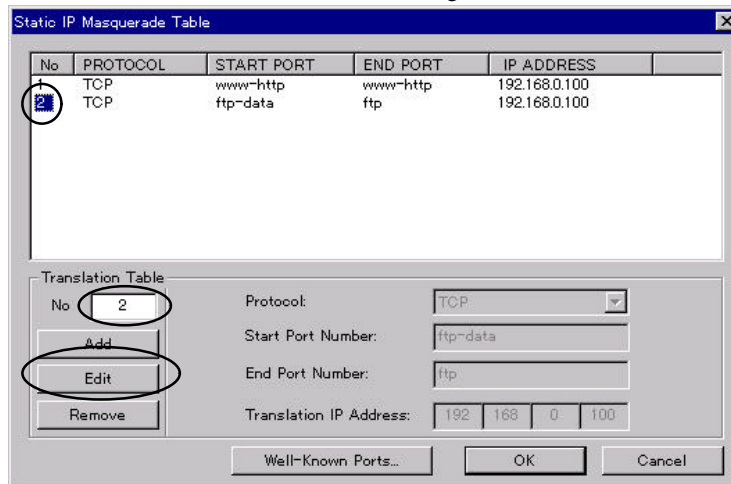 Static IP Masquerade Table
No PROTOCOL START PORT END PORT IP ADDRESS
1 TCP www-http www-http 192.168.0.100
2 TCP ftp-data ftp 192.168.0.100
Translation Table
No 2
Add
Edit
Remove
Protocol: TCP
Start Port Number: ftp-data
End Port Number: ftp
Translation IP Address: 192 168 0 100
Well-Known Ports...
OK
Cancel